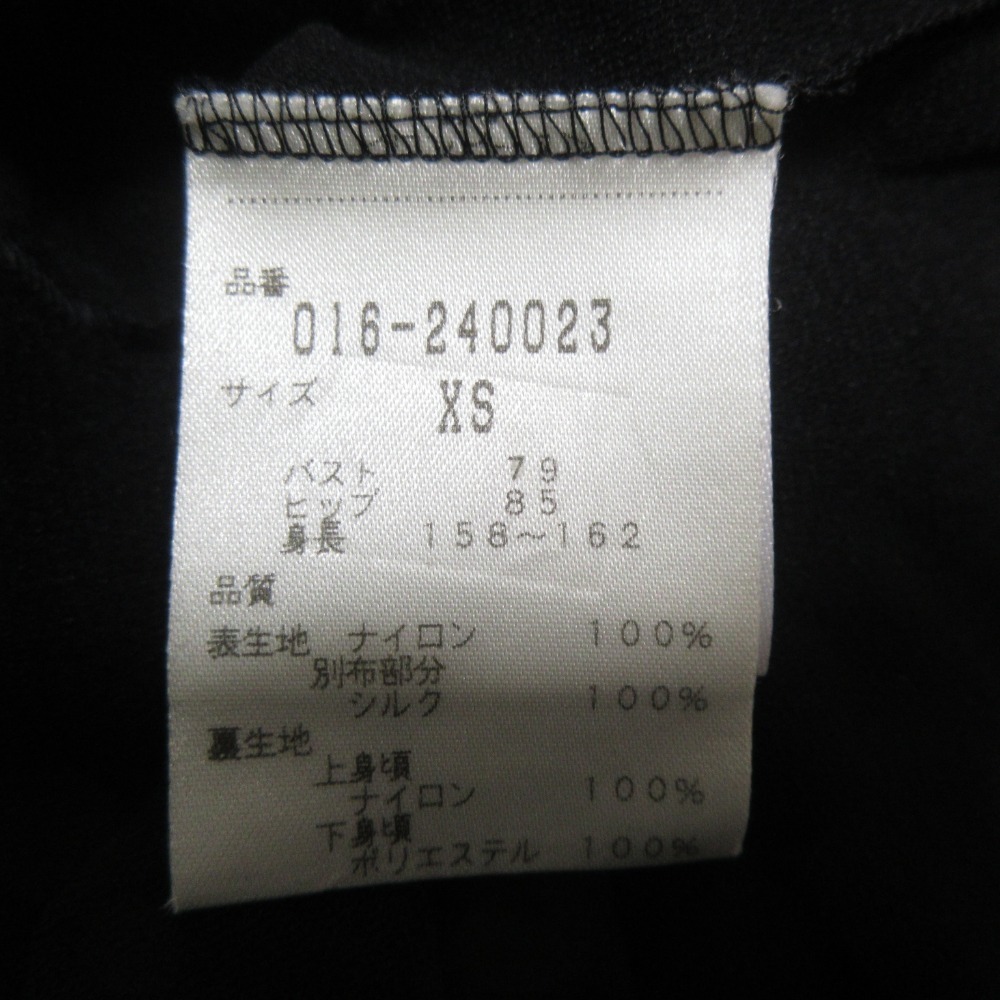 品番
016-240023
サイズ XS
バスト 79
ヒップ 85
身長 158～162
品質
表生地 ナイロン 100%
別布部分
シルク 100%
裏生地
上身頃
ナイロン 100%
下身頃
ポリエステル 100%